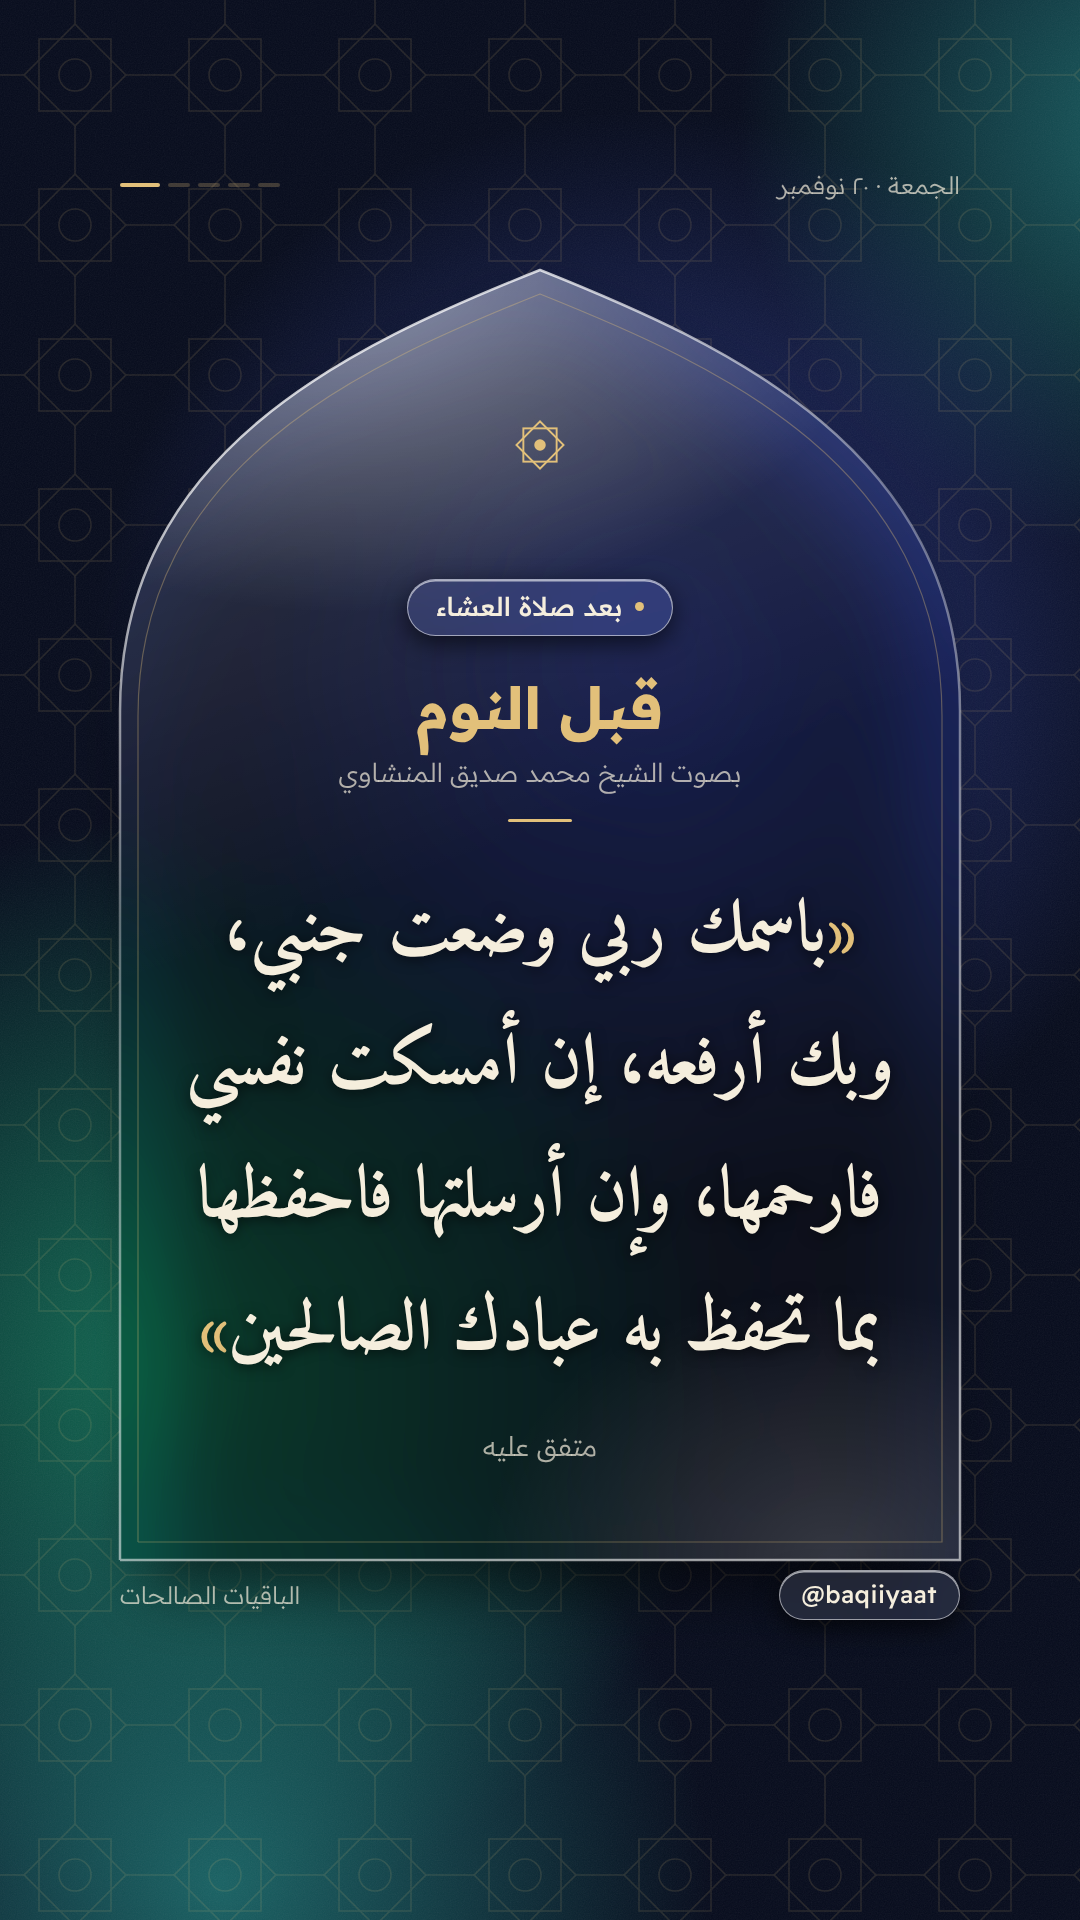 الجمعة · ٢٠ نوفمبر
بعد صلاة العشاء
قبل النوم
بصوت الشيخ محمد صديق المنشاوي
«باسمك ربي وضعت جنبي،
وبك أرفعه، إن أمسكت نفسي
فارحمها، وإن أرسلتها فاحفظها
بما تحفظ به عبادك الصالحين»
متفق عليه
@baqiiyaat
الباقيات الصالحات